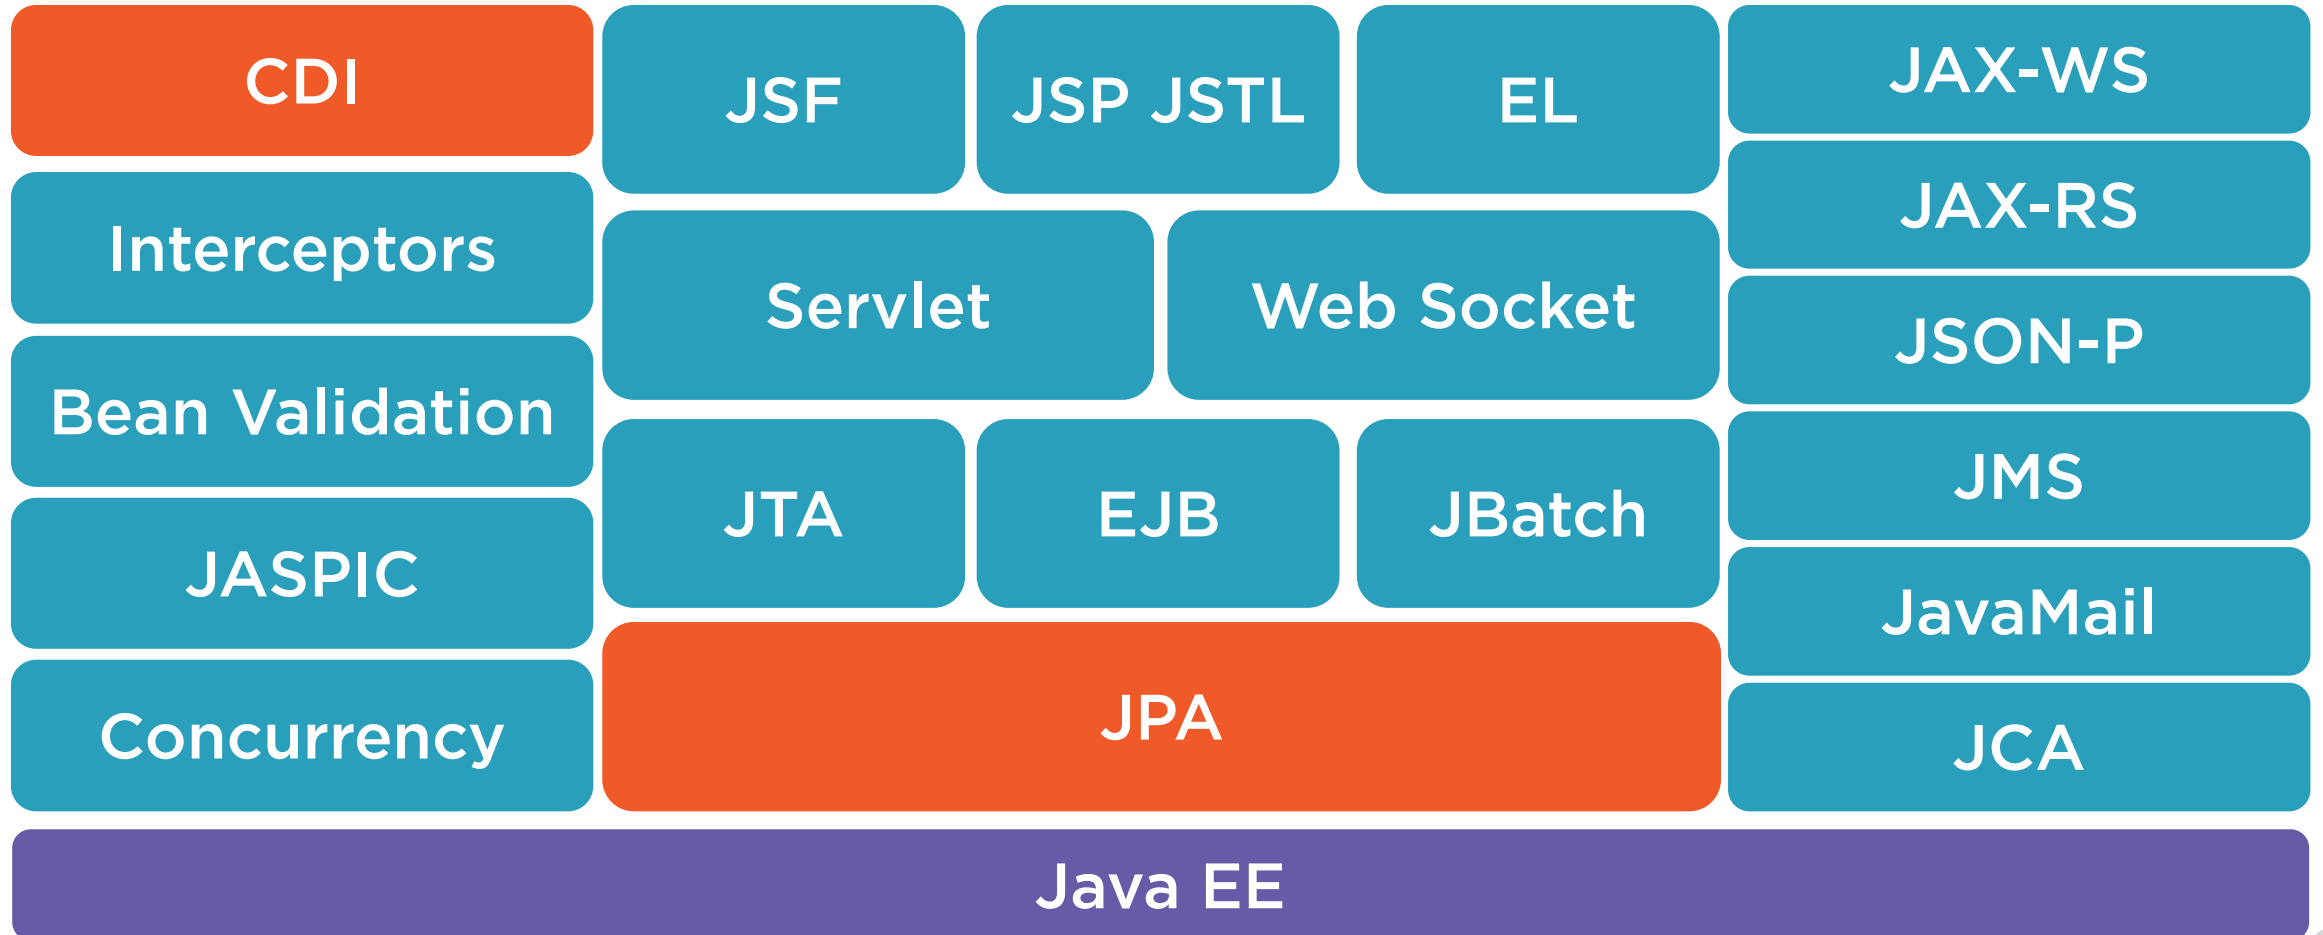 CDI
Interceptors
Bean Validation
JASPIC
Concurrency
JSF
JSP JSTL
EL
Servlet
Web Socket
JTA
EJB
JBatch
JPA
JAX-WS
JAX-RS
JSON-P
JMS
JavaMail
JCA
Java EE